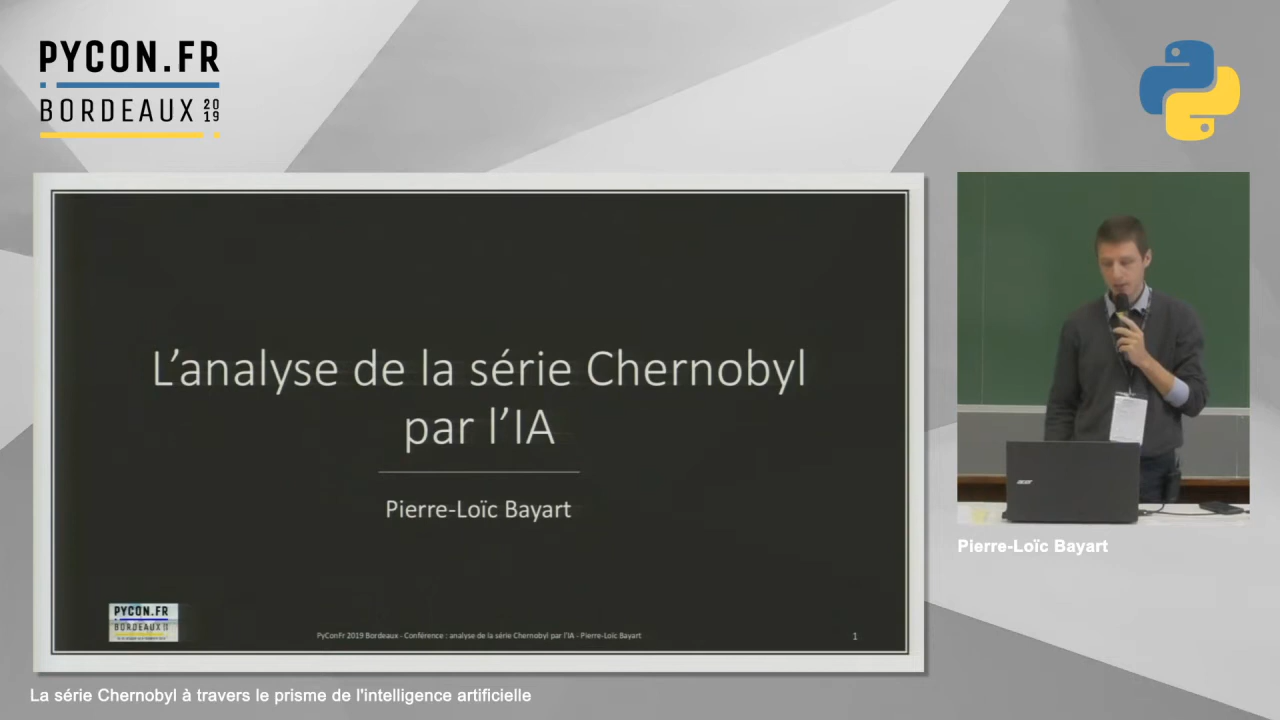 PYCON.FR
BORDEAUX 2019
L'analyse de la série Chernobyl
par l'IA
Pierre-Loïc Bayart
PYCON.FR
BORDEAUX
PyConFr 2019 Bordeaux - Conférence : analyse de la série Chernobyl par l'IA - Pierre-Loïc Bayart
1
acer
Pierre-Loïc Bayart
La série Chernobyl à travers le prisme de l'intelligence artificielle